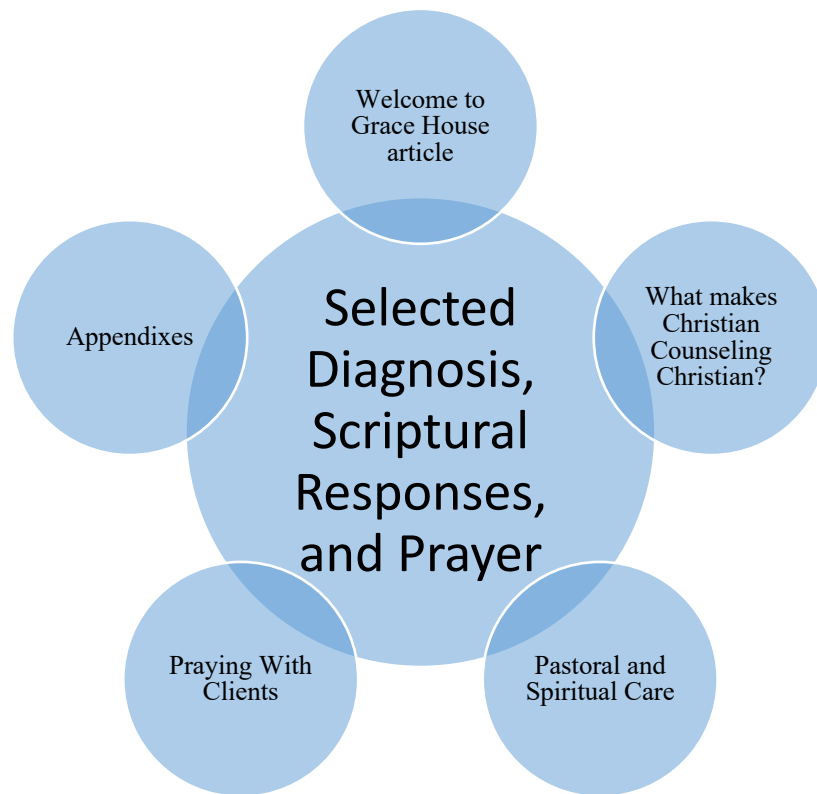 Welcome to
Grace House
article
What makes
Christian
Counseling
Christian?
Pastoral and
Spiritual Care
Praying With
Clients
Appendixes
Selected
Diagnosis,
Scriptural
Responses,
and Prayer